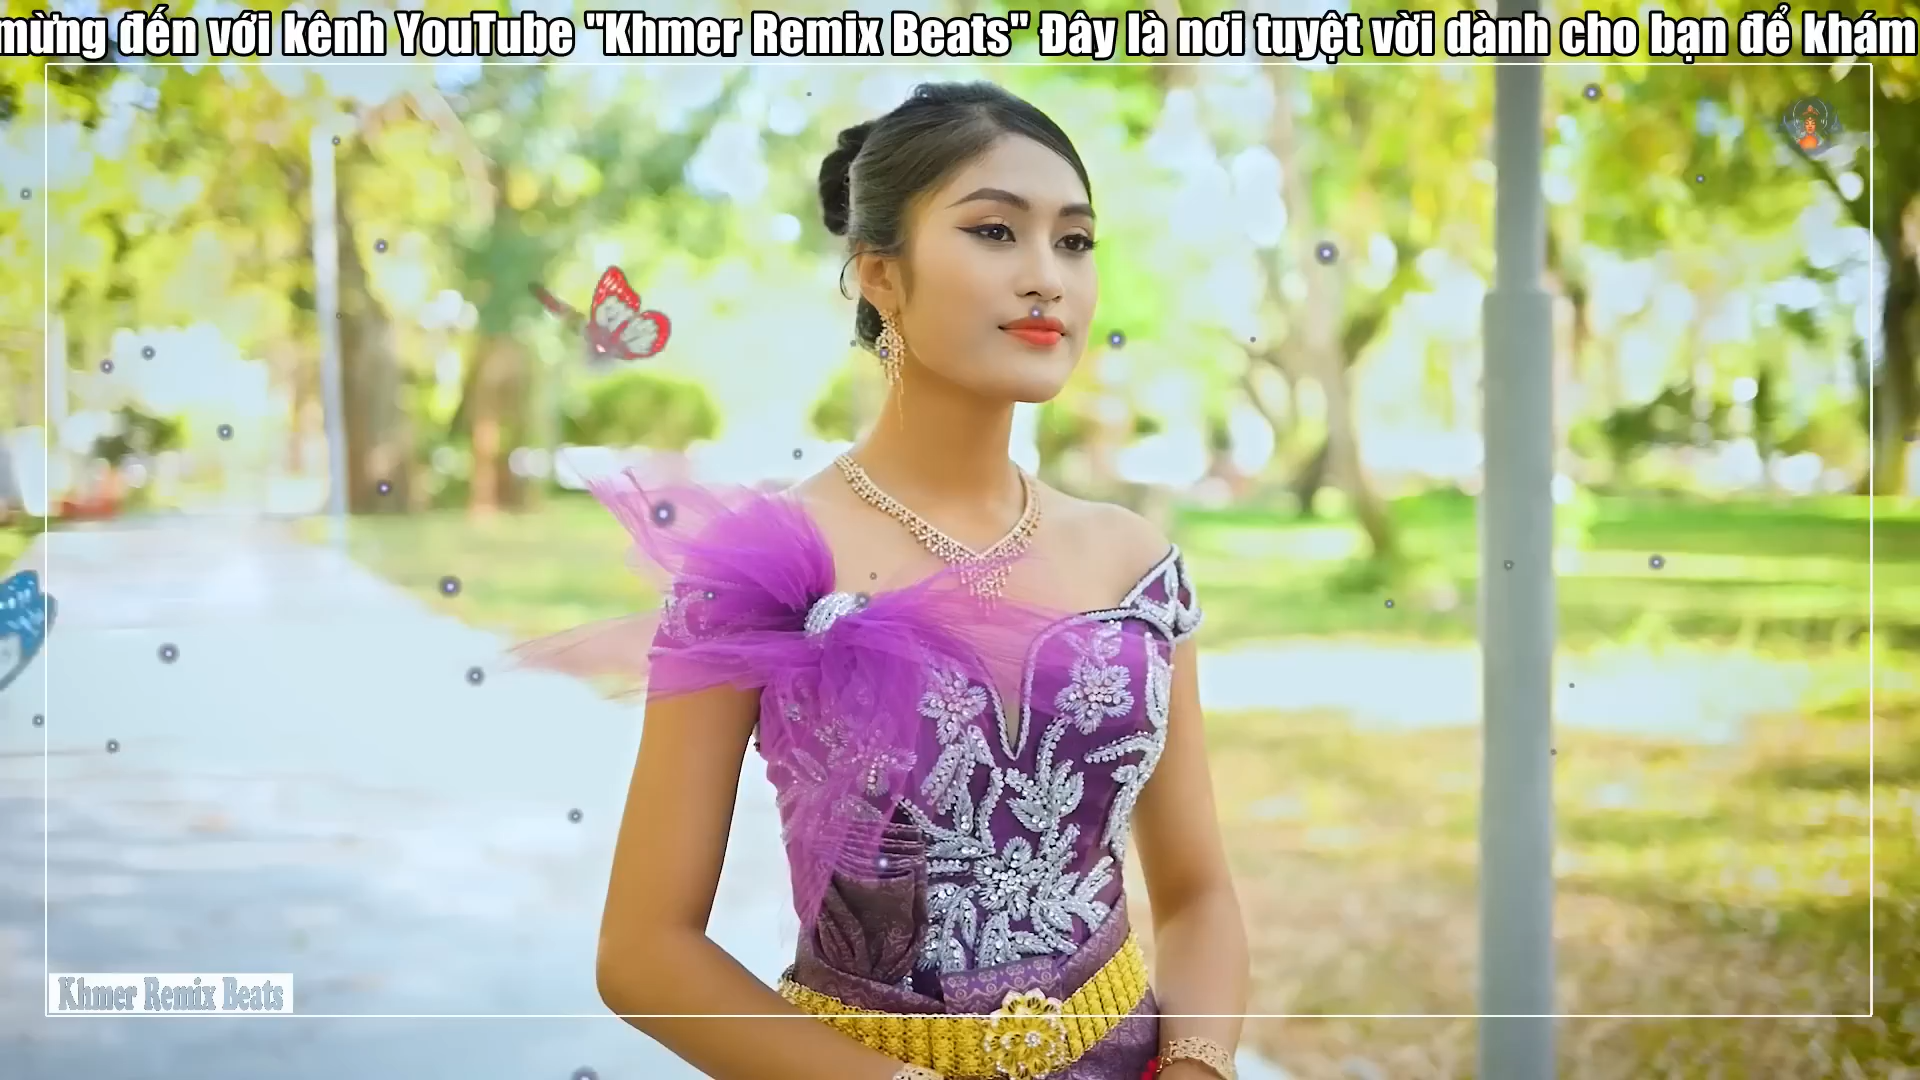 mừng đến với kênh YouTube "Khmer Remix Beats" Đây là nơi tuyệt vời dành cho bạn để khám
Khmer Remix Beats